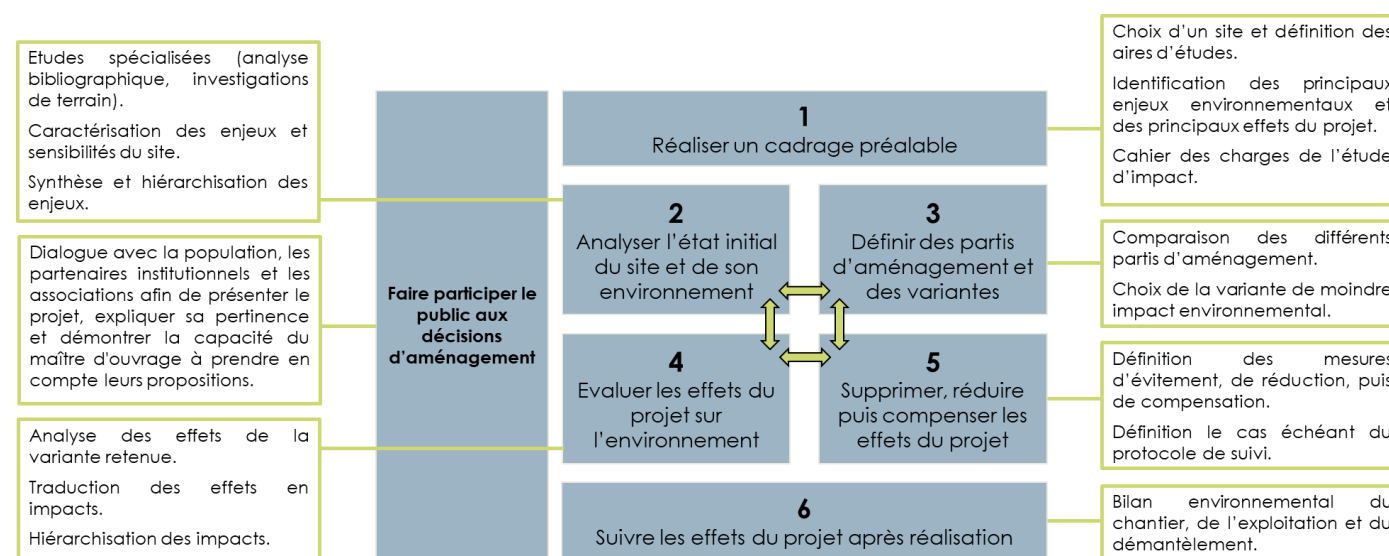 Etudes spécialisées (analyse
bibliographique, investigations
de terrain).
Caractérisation des enjeux et
sensibilités du site.
Synthèse et hiérarchisation des
enjeux.
Dialogue avec la population, les
partenaires institutionnels et les
associations afin de présenter le
projet, expliquer sa pertinence
et démontrer la capacité du
maître d'ouvrage à prendre en
compte leurs propositions.
Analyse des effets de la
variante retenue.
Traduction des effets en
impacts.
Hiérarchisation des impacts.
Faire participer le
public aux
décisions
d'aménagement
1
Réaliser un cadrage préalable
2
Analyser l'état initial
du site et de son
environnement
3
Définir des partis
d'aménagement et
des variantes
4
Evaluer les effets du
projet sur
l'environnement
5
Supprimer, réduire
puis compenser les
effets du projet
6
Suivre les effets du projet après réalisation
Choix d'un site et définition des
aires d'études.
Identification des principaux
enjeux environnementaux et
des principaux effets du projet.
Cahier des charges de l'étude
d'impact.
Comparaison des différents
partis d'aménagement.
Choix de la variante de moindre
impact environnemental.
Définition des mesures
d'évitement, de réduction, puis
de compensation.
Définition le cas échéant du
protocole de suivi.
Bilan environnemental du
chantier, de l'exploitation et du
démantèlement.